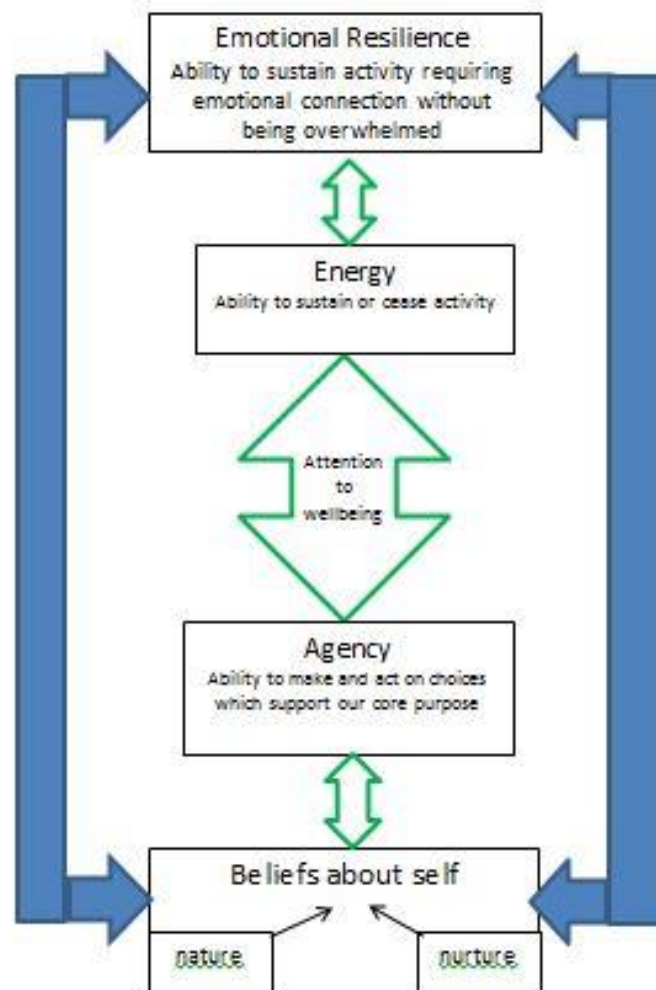 Emotional Resilience
Ability to sustain activity requiring
emotional connection without
being overwhelmed
Energy
Ability to sustain or cease activity
Attention
to
wellbeing
Agency
Ability to make and act on choices
which support our core purpose
Beliefs about self
nature
nurture